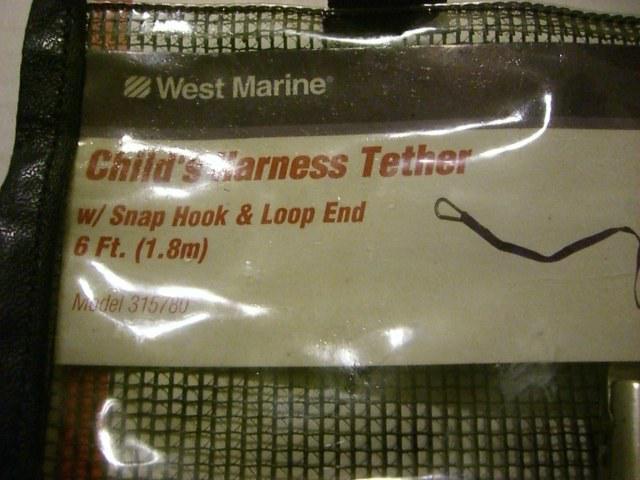 West Marine®
Child's Harness Tether
w/ Snap Hook & Loop End
6 Ft. (1.8m)
Model 315780